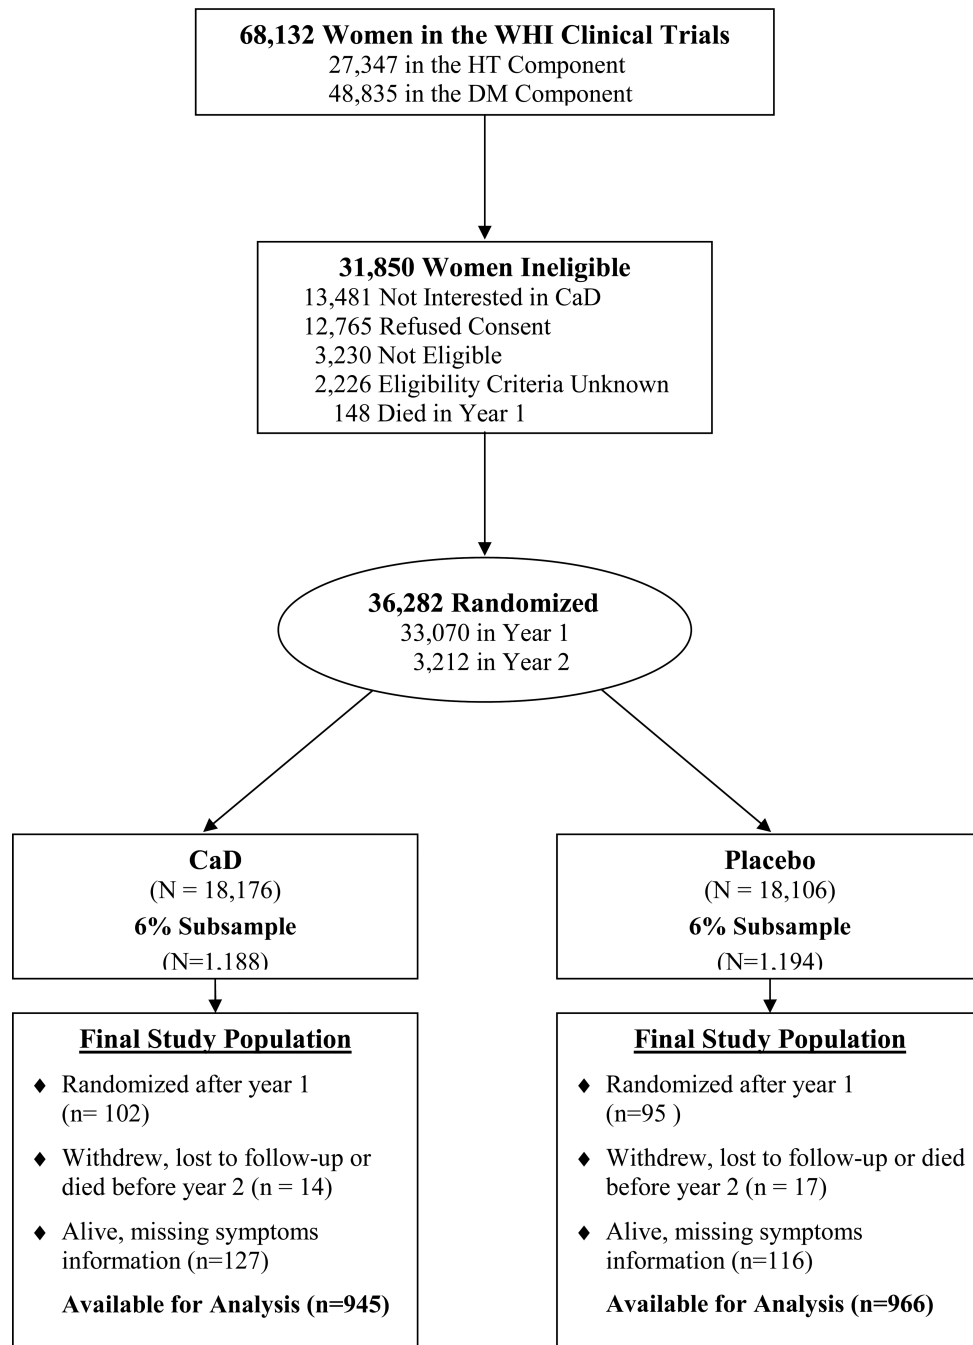 68,132 Women in the WHI Clinical Trials
27,347 in the HT Component
48,835 in the DM Component
31,850 Women Ineligible
13,481 Not Interested in CaD
12,765 Refused Consent
3,230 Not Eligible
2,226 Eligibility Criteria Unknown
148 Died in Year 1
36,282 Randomized
33,070 in Year 1
3,212 in Year 2
CaD
(N = 18,176)
6% Subsample
(N=1,188)
Final Study Population
♦ Randomized after year 1
(n= 102)
♦ Withdrew, lost to follow-up or
died before year 2 (n = 14)
♦ Alive, missing symptoms
information (n=127)
Available for Analysis (n=945)
Placebo
(N = 18,106)
6% Subsample
(N=1,194)
Final Study Population
♦ Randomized after year 1
(n=95 )
♦ Withdrew, lost to follow-up or died
before year 2 (n = 17)
♦ Alive, missing symptoms
information (n=116)
Available for Analysis (n=966)